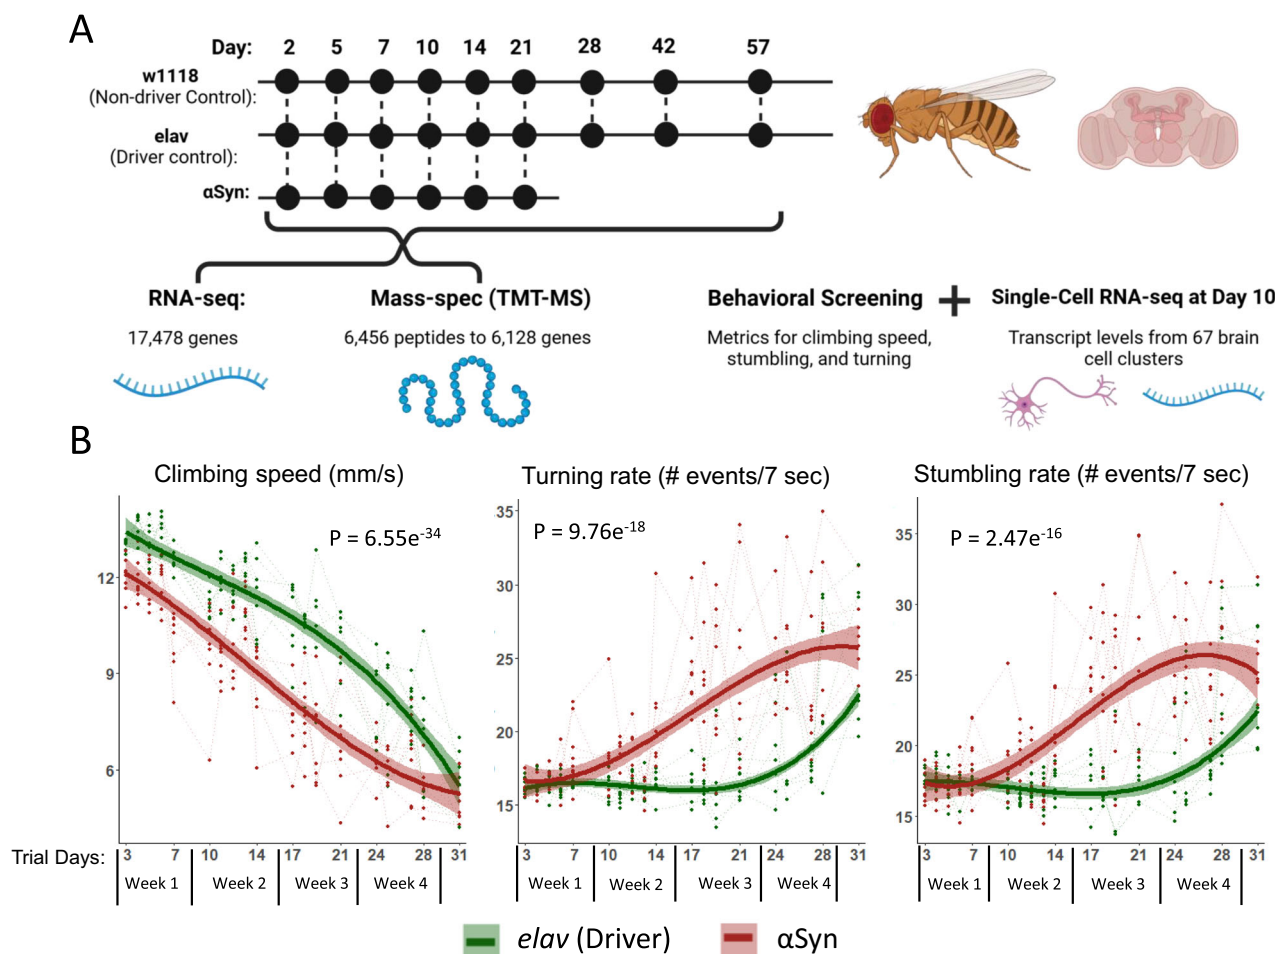 A
Day: 2 5 7 10 14 21 28 42 57
w1118
(Non-driver Control):
elav
(Driver control):
αSyn:
RNA-seq:
17,478 genes
Mass-spec (TMT-MS)
6,456 peptides to 6,128 genes
Behavioral Screening
Metrics for climbing speed,
stumbling, and turning
+
Single-Cell RNA-seq at Day 10
Transcript levels from 67 brain
cell clusters
B
Climbing speed (mm/s)
P = 6.55e-34
12
9
6
Turning rate (# events/7 sec)
P = 9.76e-18
35
30
25
20
15
Stumbling rate (# events/7 sec)
P = 2.47e-16
35
30
25
20
15
Trial Days: 3 7 10 14 17 21 24 28 31
Week 1 Week 2 Week 3 Week 4
3 7 10 14 17 21 24 28 31
Week 1 Week 2 Week 3 Week 4
3 7 10 14 17 21 24 28 31
Week 1 Week 2 Week 3 Week 4
elav (Driver)
αSyn